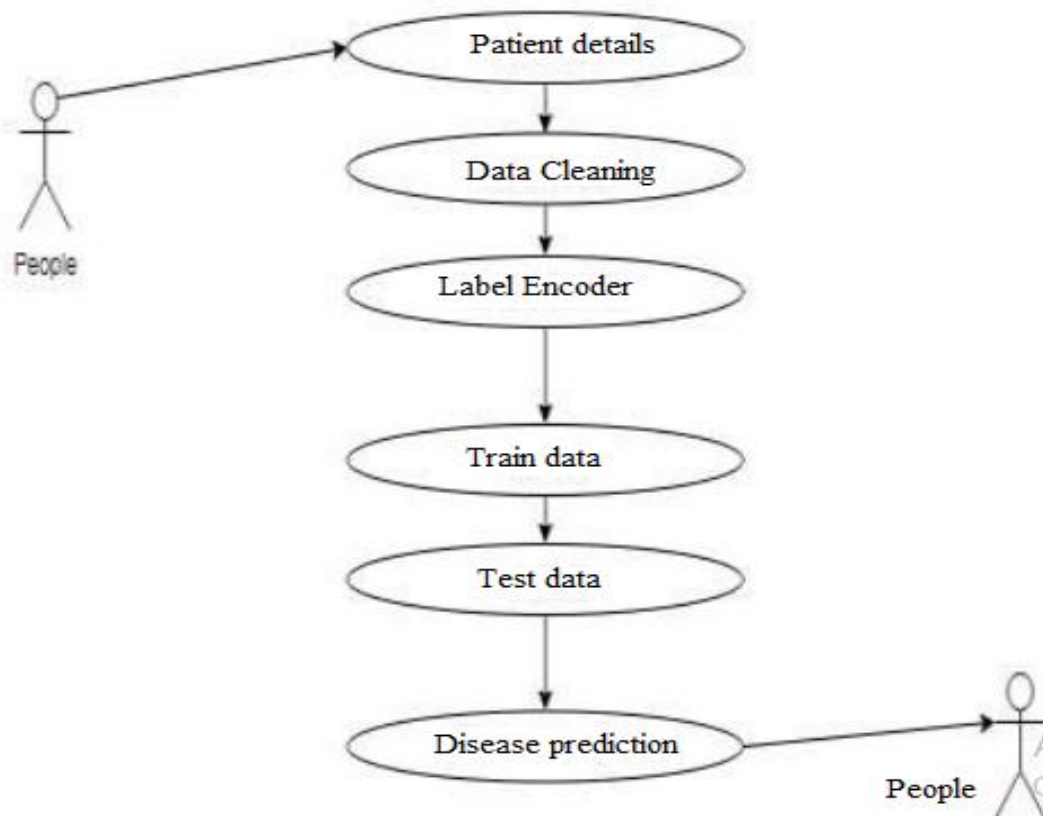 Patient details
Data Cleaning
People
Label Encoder
Train data
Test data
Disease prediction
People